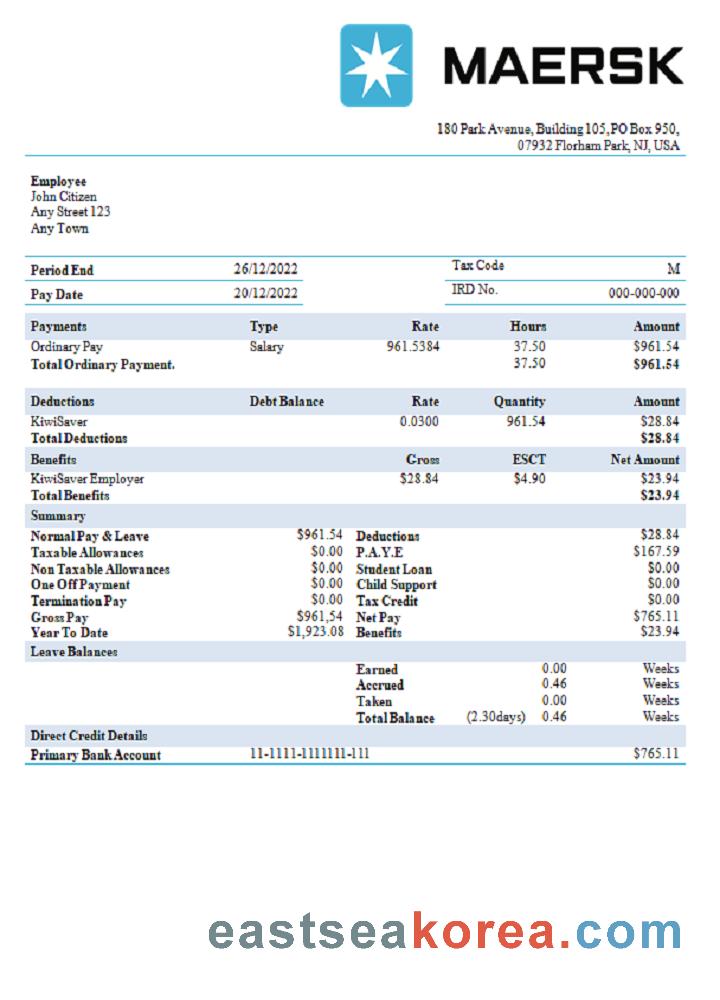 MAERSK
180 Park Avenue, Building 105, PO Box 950,
07932 Florham Park, NJ, USA
Employee
John Citizen
Any Street 123
Any Town
Period End 26/12/2022 Tax Code M
Pay Date 20/12/2022 IRD No. 000-000-000
Payments Type Rate Hours Amount
Ordinary Pay Salary 961.5384 37.50 $961.54
Total Ordinary Payment. 37.50 $961.54
Deductions Debt Balance Rate Quantity Amount
KiwiSaver 0.0300 961.54 $28.84
Total Deductions $28.84
Benefits Gross ESCT Net Amount
KiwiSaver Employer $28.84 $4.90 $23.94
Total Benefits $23.94
Summary
Normal Pay & Leave $961.54 Deductions $28.84
Taxable Allowances $0.00 P.A.Y.E $167.59
Non Taxable Allowances $0.00 Student Loan $0.00
One Off Payment $0.00 Child Support $0.00
Termination Pay $0.00 Tax Credit $0.00
Gross Pay $961,54 Net Pay $765.11
Year To Date $1,923.08 Benefits $23.94
Leave Balances
Earned 0.00 Weeks
Accrued 0.46 Weeks
Taken 0.00 Weeks
Total Balance (2.30days) 0.46 Weeks
Direct Credit Details
Primary Bank Account 11-1111-1111111-111 $765.11
eastseakorea.com